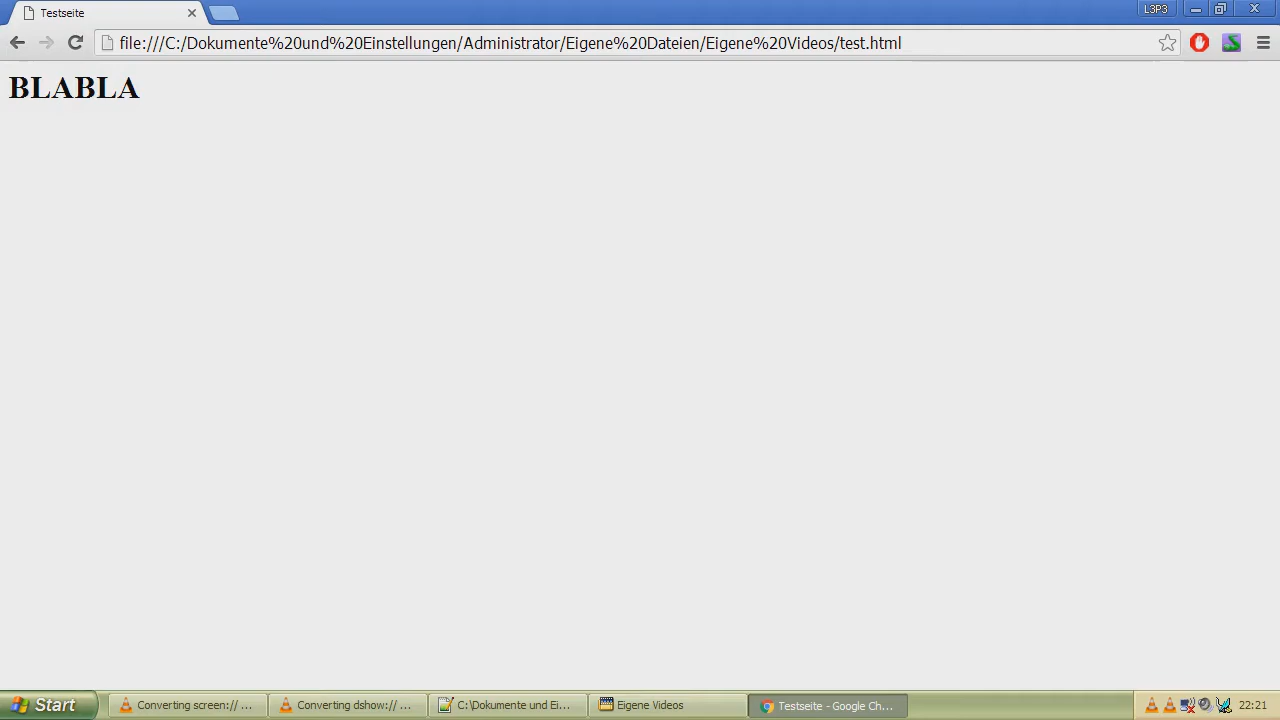 Testseite
L3P3
file:///C:/Dokumente%20und%20Einstellungen/Administrator/Eigene%20Dateien/Eigene%20Videos/test.html
BLABLA
Start
Converting screen:// ...
Converting dshow:// ...
C:\Dokumente und Ei...
Eigene Videos
Testseite - Google Ch...
22:21